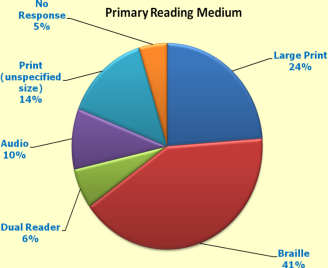 Primary Reading Medium
No
Response
5%
Large Print
24%
Print
(unspecified
size)
14%
Audio
10%
Dual Reader
6%
Braille
41%